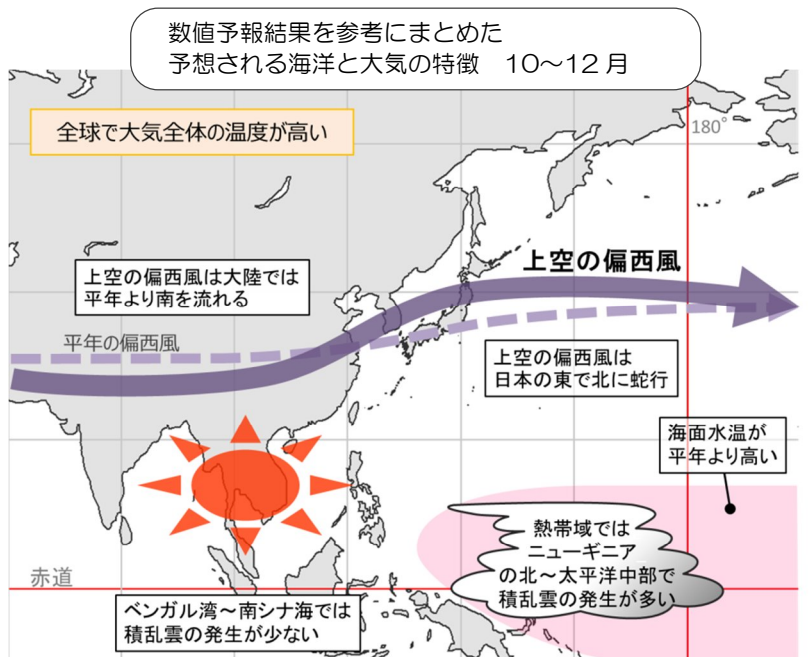 数値予報結果を参考にまとめた
予想される海洋と大気の特徴　10～12月
全球で大気全体の温度が高い
180°
上空の偏西風は大陸では
平年より南を流れる
上空の偏西風
平年の偏西風
上空の偏西風は
日本の東で北に蛇行
海面水温が
平年より高い
熱帯域では
ニューギニア
の北～太平洋中部で
積乱雲の発生が多い
赤道
ベンガル湾～南シナ海では
積乱雲の発生が少ない